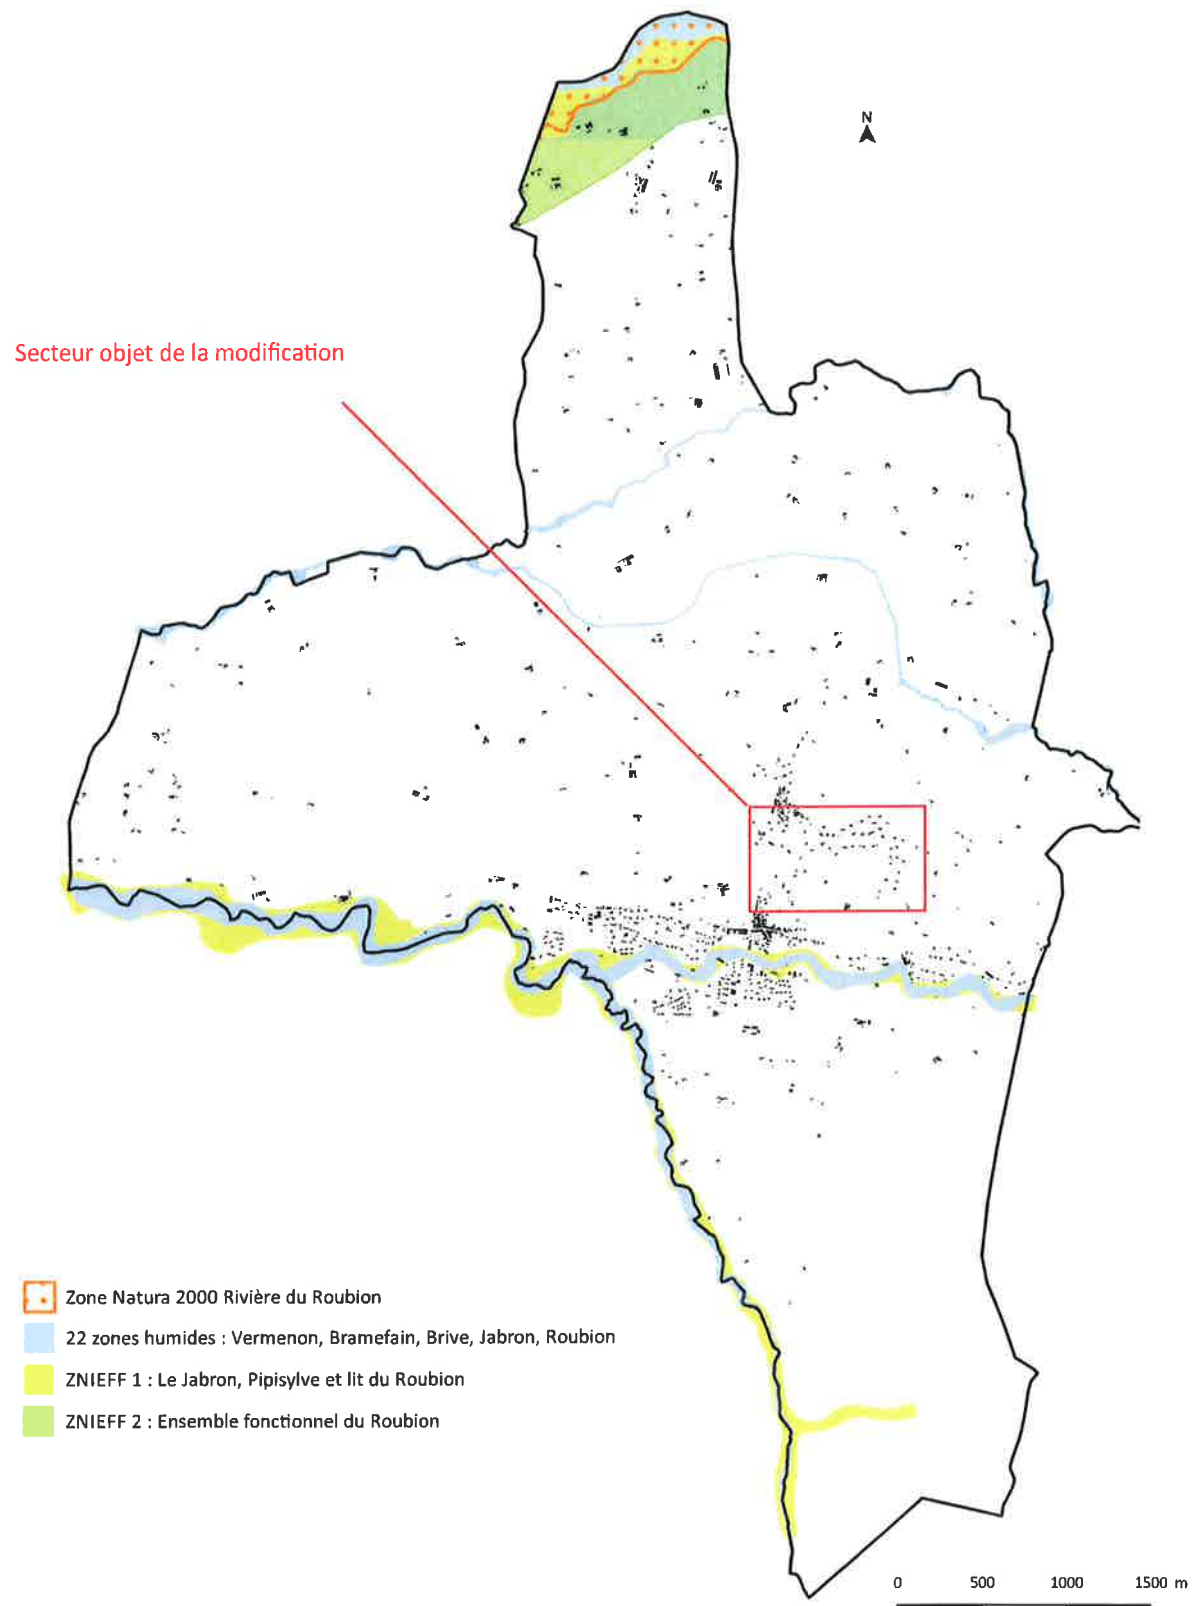 N
Secteur objet de la modification
Zone Natura 2000 Rivière du Roubion
22 zones humides : Vermenon, Bramefain, Brive, Jabron, Roubion
ZNIEFF 1 : Le Jabron, Pipisylve et lit du Roubion
ZNIEFF 2 : Ensemble fonctionnel du Roubion
0 500 1000 1500 m